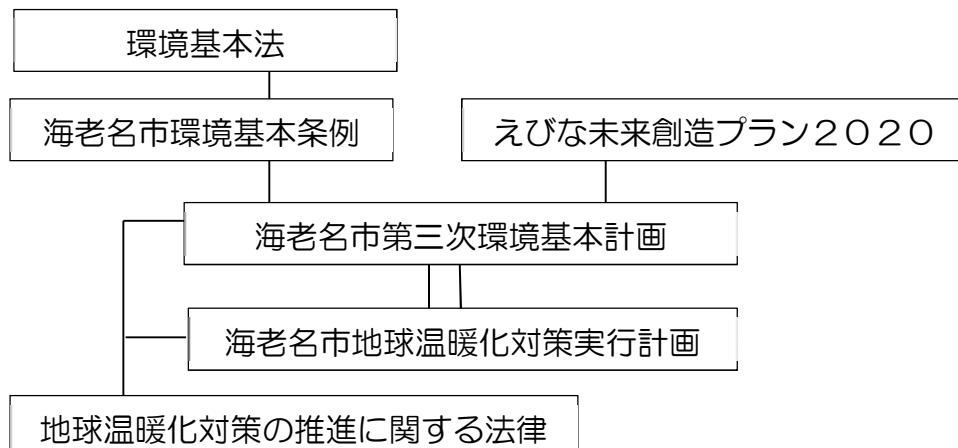 環境基本法
海老名市環境基本条例
えびな未来創造プラン２０２０
海老名市第三次環境基本計画
海老名市地球温暖化対策実行計画
地球温暖化対策の推進に関する法律